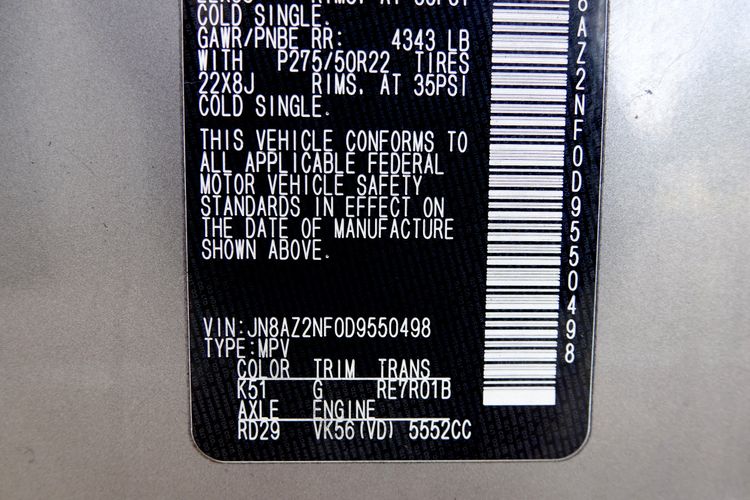 COLD SINGLE.
GAWR/PNBE RR: 4343 LB
WITH P275/50R22 TIRES
22X8J RIMS, AT 35PSI
COLD SINGLE.
THIS VEHICLE CONFORMS TO
ALL APPLICABLE FEDERAL
MOTOR VEHICLE SAFETY
STANDARDS IN EFFECT ON
THE DATE OF MANUFACTURE
SHOWN ABOVE.
VIN:JN8AZ2NF0D9550498
TYPE:MPV
COLOR TRIM TRANS
K51 G RE7R01B
AXLE ENGINE
RD29 VK56(VD) 5552CC
8AZ2NF0D9550498